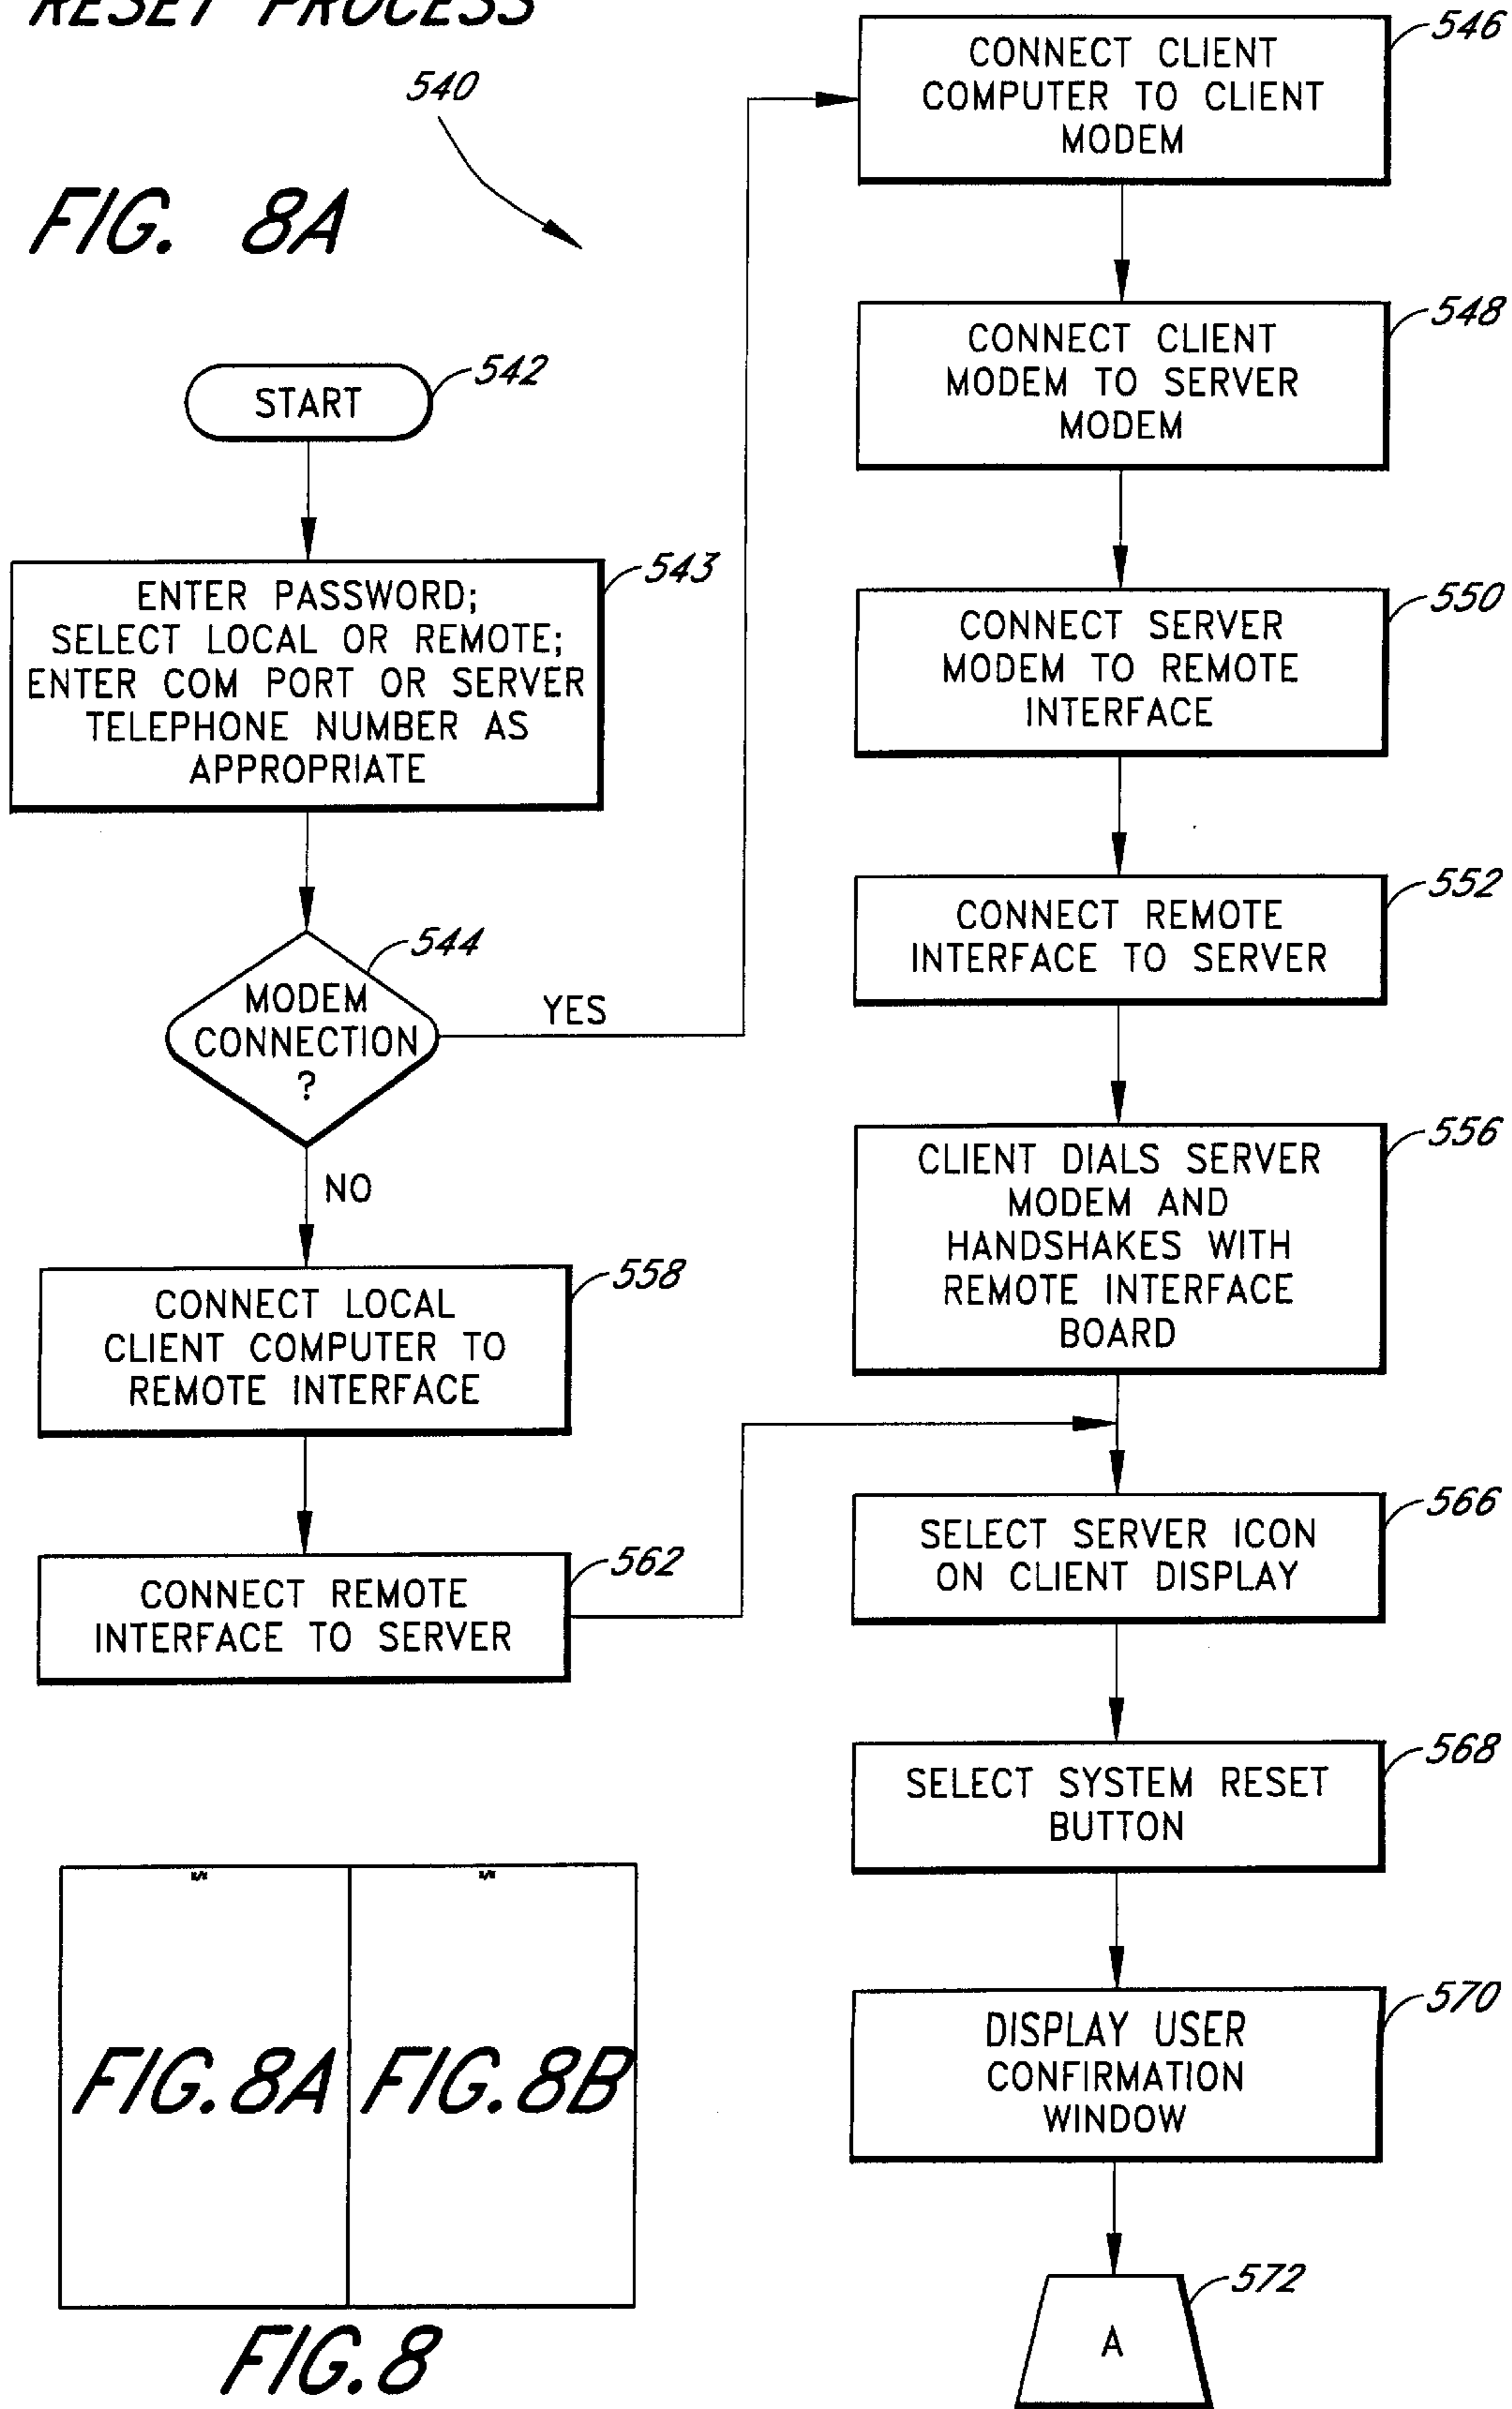 RESET PROCESS
540
FIG. 8A
START
542
ENTER PASSWORD;
SELECT LOCAL OR REMOTE;
ENTER COM PORT OR SERVER
TELEPHONE NUMBER AS
APPROPRIATE
543
MODEM
CONNECTION
?
544
YES
NO
CONNECT LOCAL
CLIENT COMPUTER TO
REMOTE INTERFACE
558
CONNECT REMOTE
INTERFACE TO SERVER
562
CONNECT CLIENT
COMPUTER TO CLIENT
MODEM
546
CONNECT CLIENT
MODEM TO SERVER
MODEM
548
CONNECT SERVER
MODEM TO REMOTE
INTERFACE
550
CONNECT REMOTE
INTERFACE TO SERVER
552
CLIENT DIALS SERVER
MODEM AND
HANDSHAKES WITH
REMOTE INTERFACE
BOARD
556
SELECT SERVER ICON
ON CLIENT DISPLAY
566
SELECT SYSTEM RESET
BUTTON
568
DISPLAY USER
CONFIRMATION
WINDOW
570
A
572
FIG.8A
FIG.8B
FIG.8